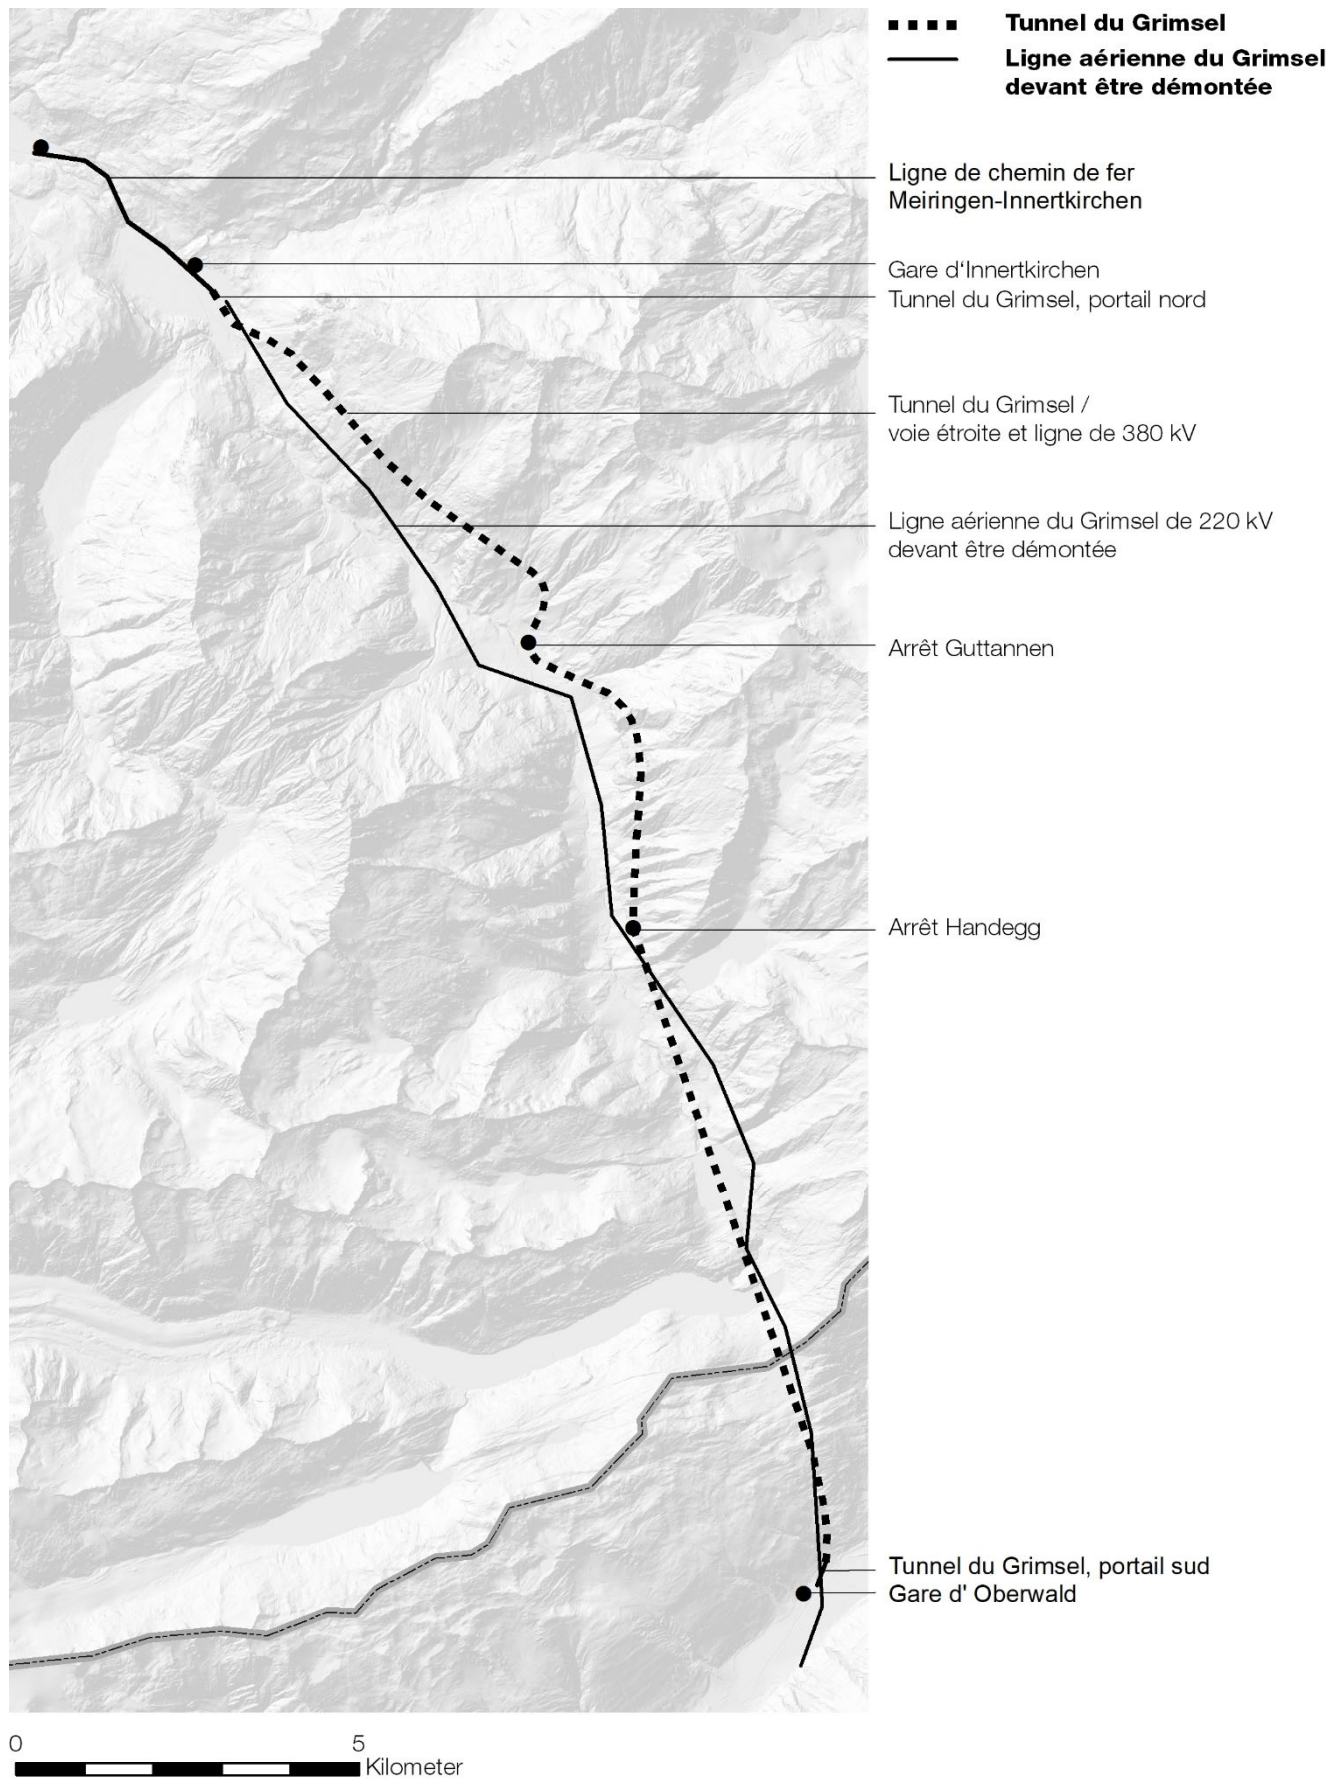 Tunnel du Grimsel
Ligne aérienne du Grimsel
devant être démontée
Ligne de chemin de fer
Meiringen-Innertkirchen
Gare d‘Innertkirchen
Tunnel du Grimsel, portail nord
Tunnel du Grimsel /
voie étroite et ligne de 380 kV
Ligne aérienne du Grimsel de 220 kV
devant être démontée
Arrêt Guttannen
Arrêt Handegg
Tunnel du Grimsel, portail sud
Gare d' Oberwald
0 5
Kilometer